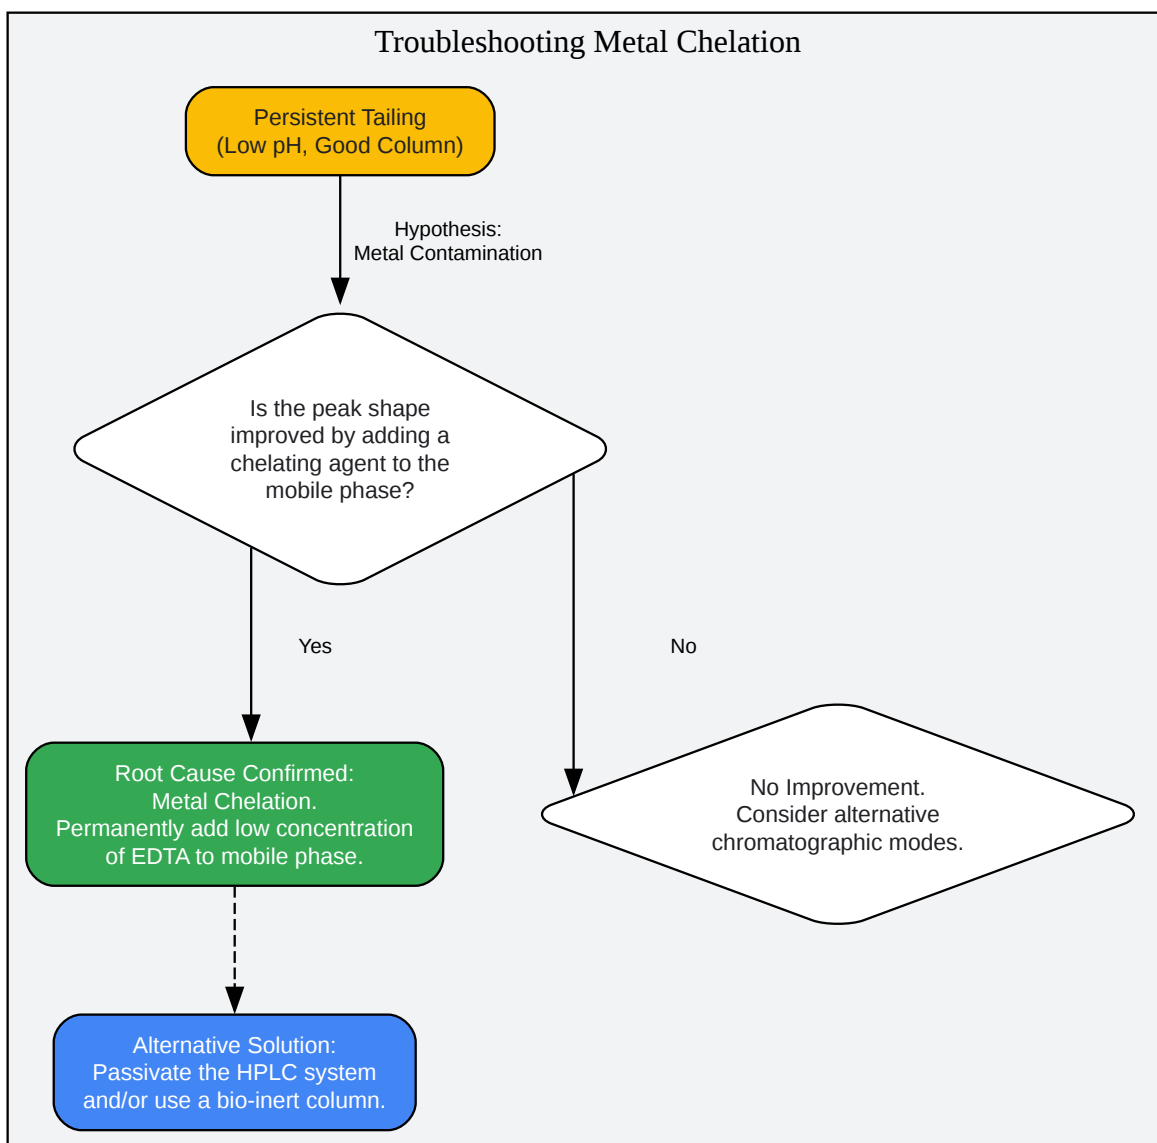 Troubleshooting Metal Chelation
Persistent Tailing
(Low pH, Good Column)
Hypothesis:
Metal Contamination
Is the peak shape
improved by adding a
chelating agent to the
mobile phase?
Yes
No
Root Cause Confirmed:
Metal Chelation.
Permanently add low concentration
of EDTA to mobile phase.
No Improvement.
Consider alternative
chromatographic modes.
Alternative Solution:
Passivate the HPLC system
and/or use a bio-inert column.